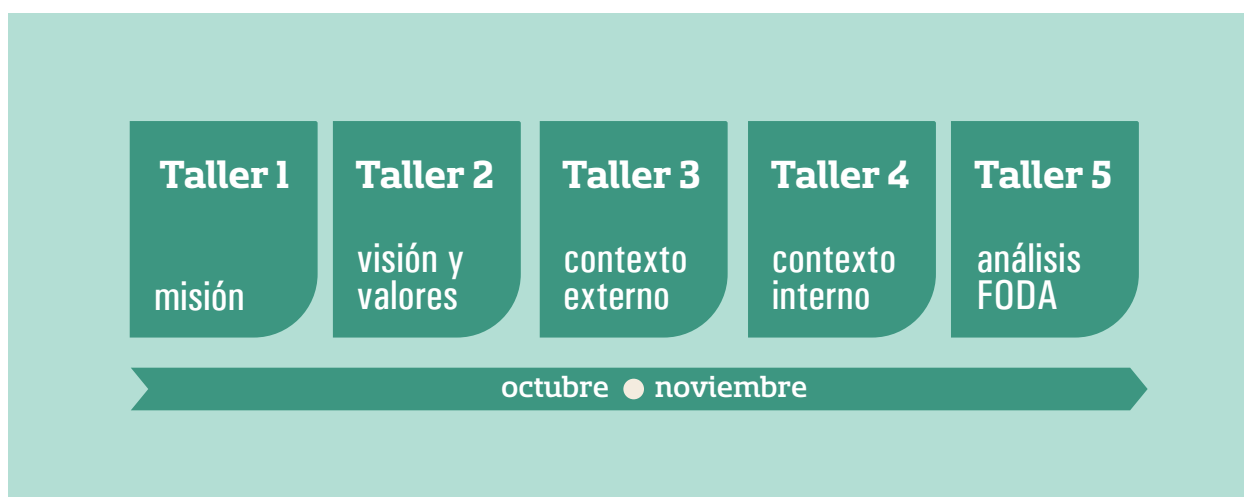 Taller 1
misión
Taller 2
visión y
valores
Taller 3
contexto
externo
Taller 4
contexto
interno
Taller 5
análisis
FODA
octubre noviembre